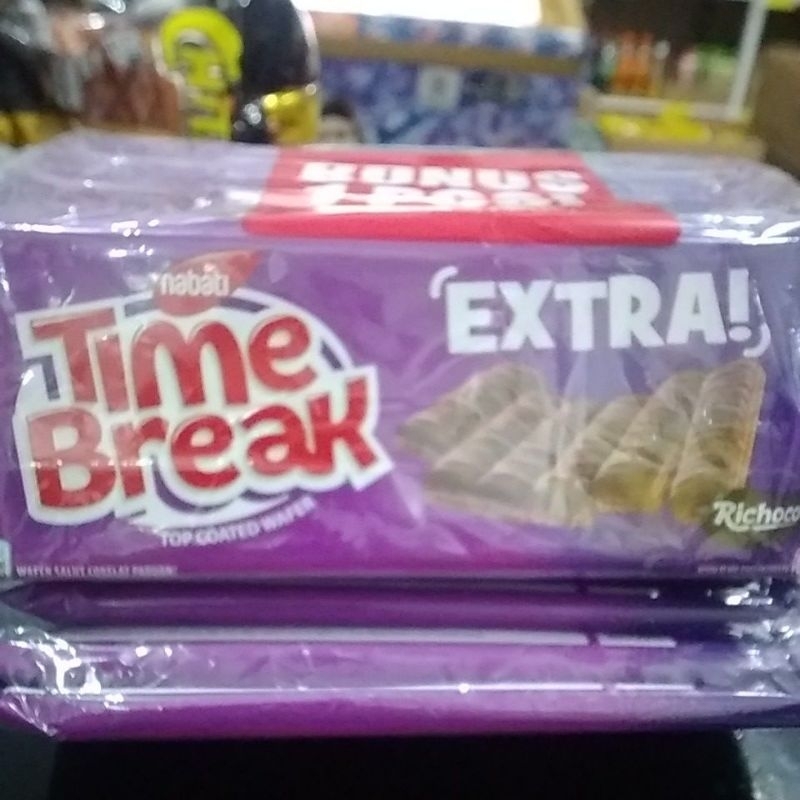 BONUS
nabati
TIME
Break
EXTRA!
Richoco
TOP COATED WAFER